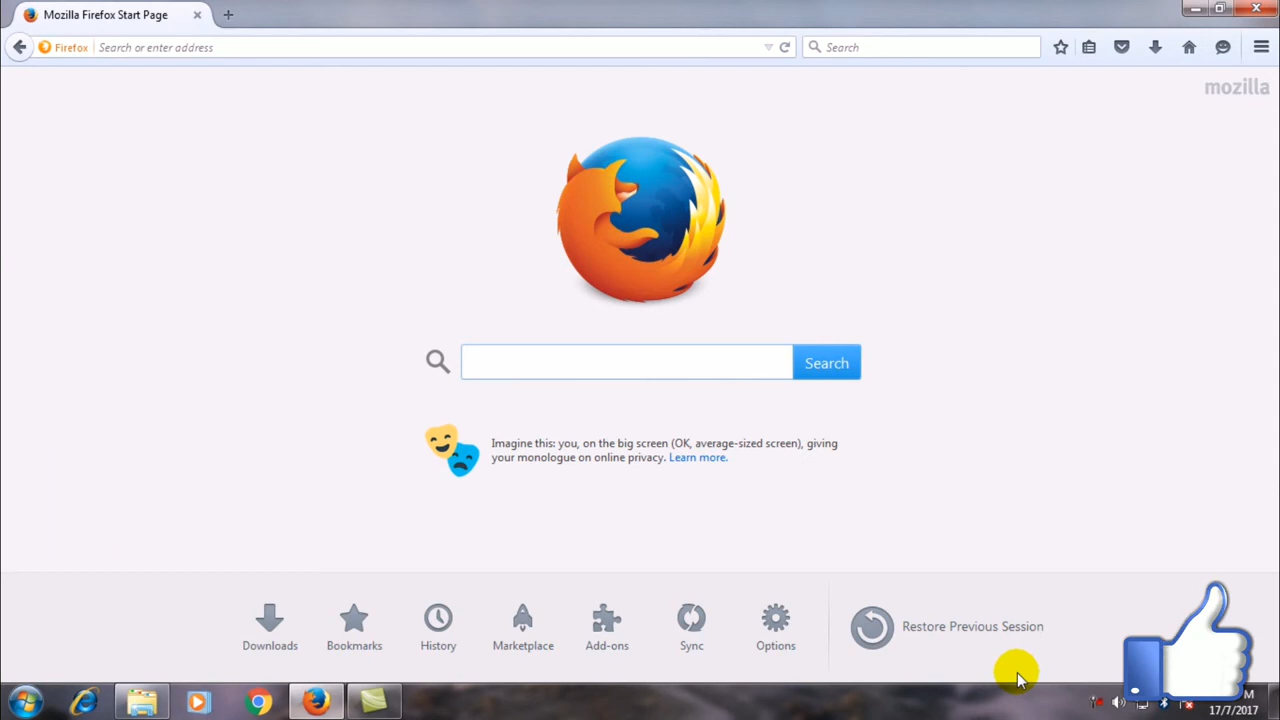 Mozilla Firefox Start Page
Firefox
Search or enter address
Search
mozilla
Search
Imagine this: you, on the big screen (OK, average-sized screen), giving
your monologue on online privacy. Learn more.
Downloads
Bookmarks
History
Marketplace
Add-ons
Sync
Options
Restore Previous Session
M
17/7/2017